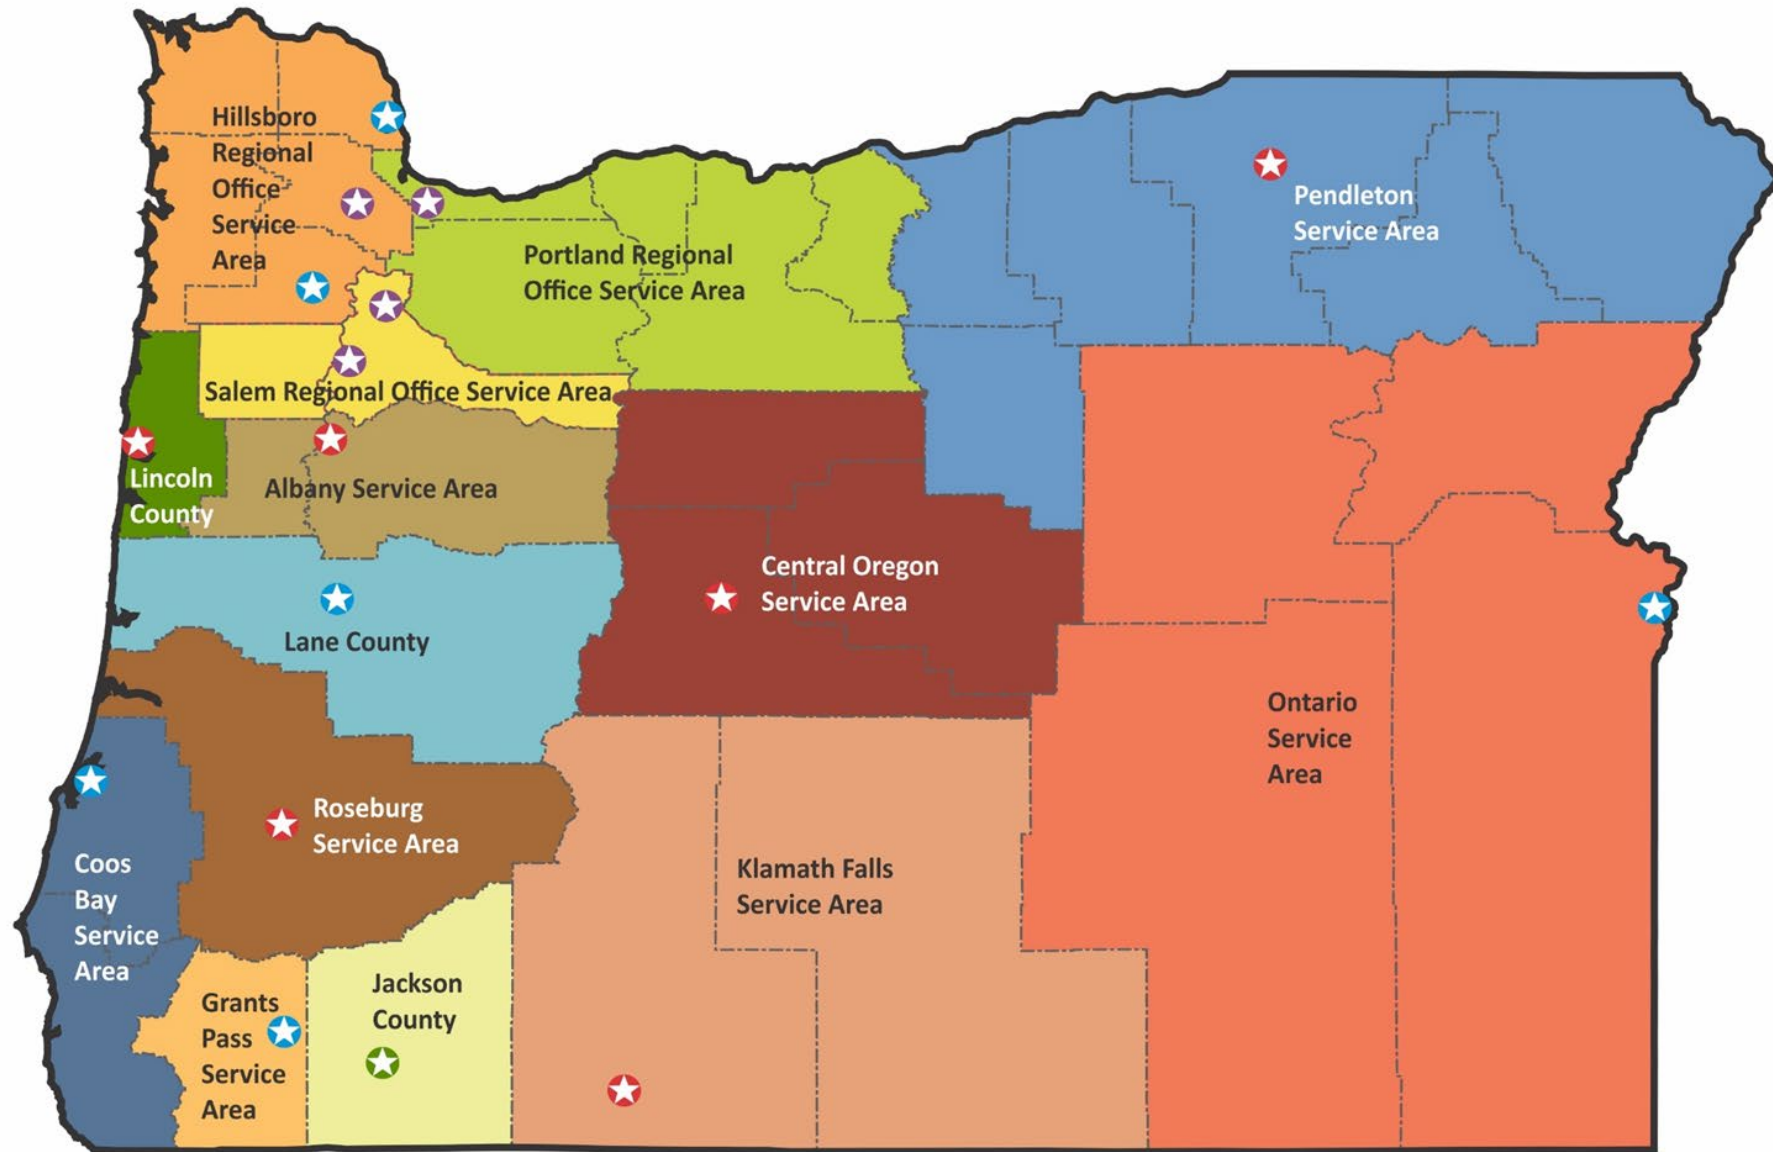 Hillsboro
Regional
Office
Service
Area
Portland Regional
Office Service Area
Pendleton
Service Area
Salem Regional Office Service Area
Lincoln
County
Albany Service Area
Central Oregon
Service Area
Lane County
Ontario
Service
Area
Roseburg
Service Area
Coos
Bay
Service
Area
Klamath Falls
Service Area
Grants
Pass
Service
Area
Jackson
County